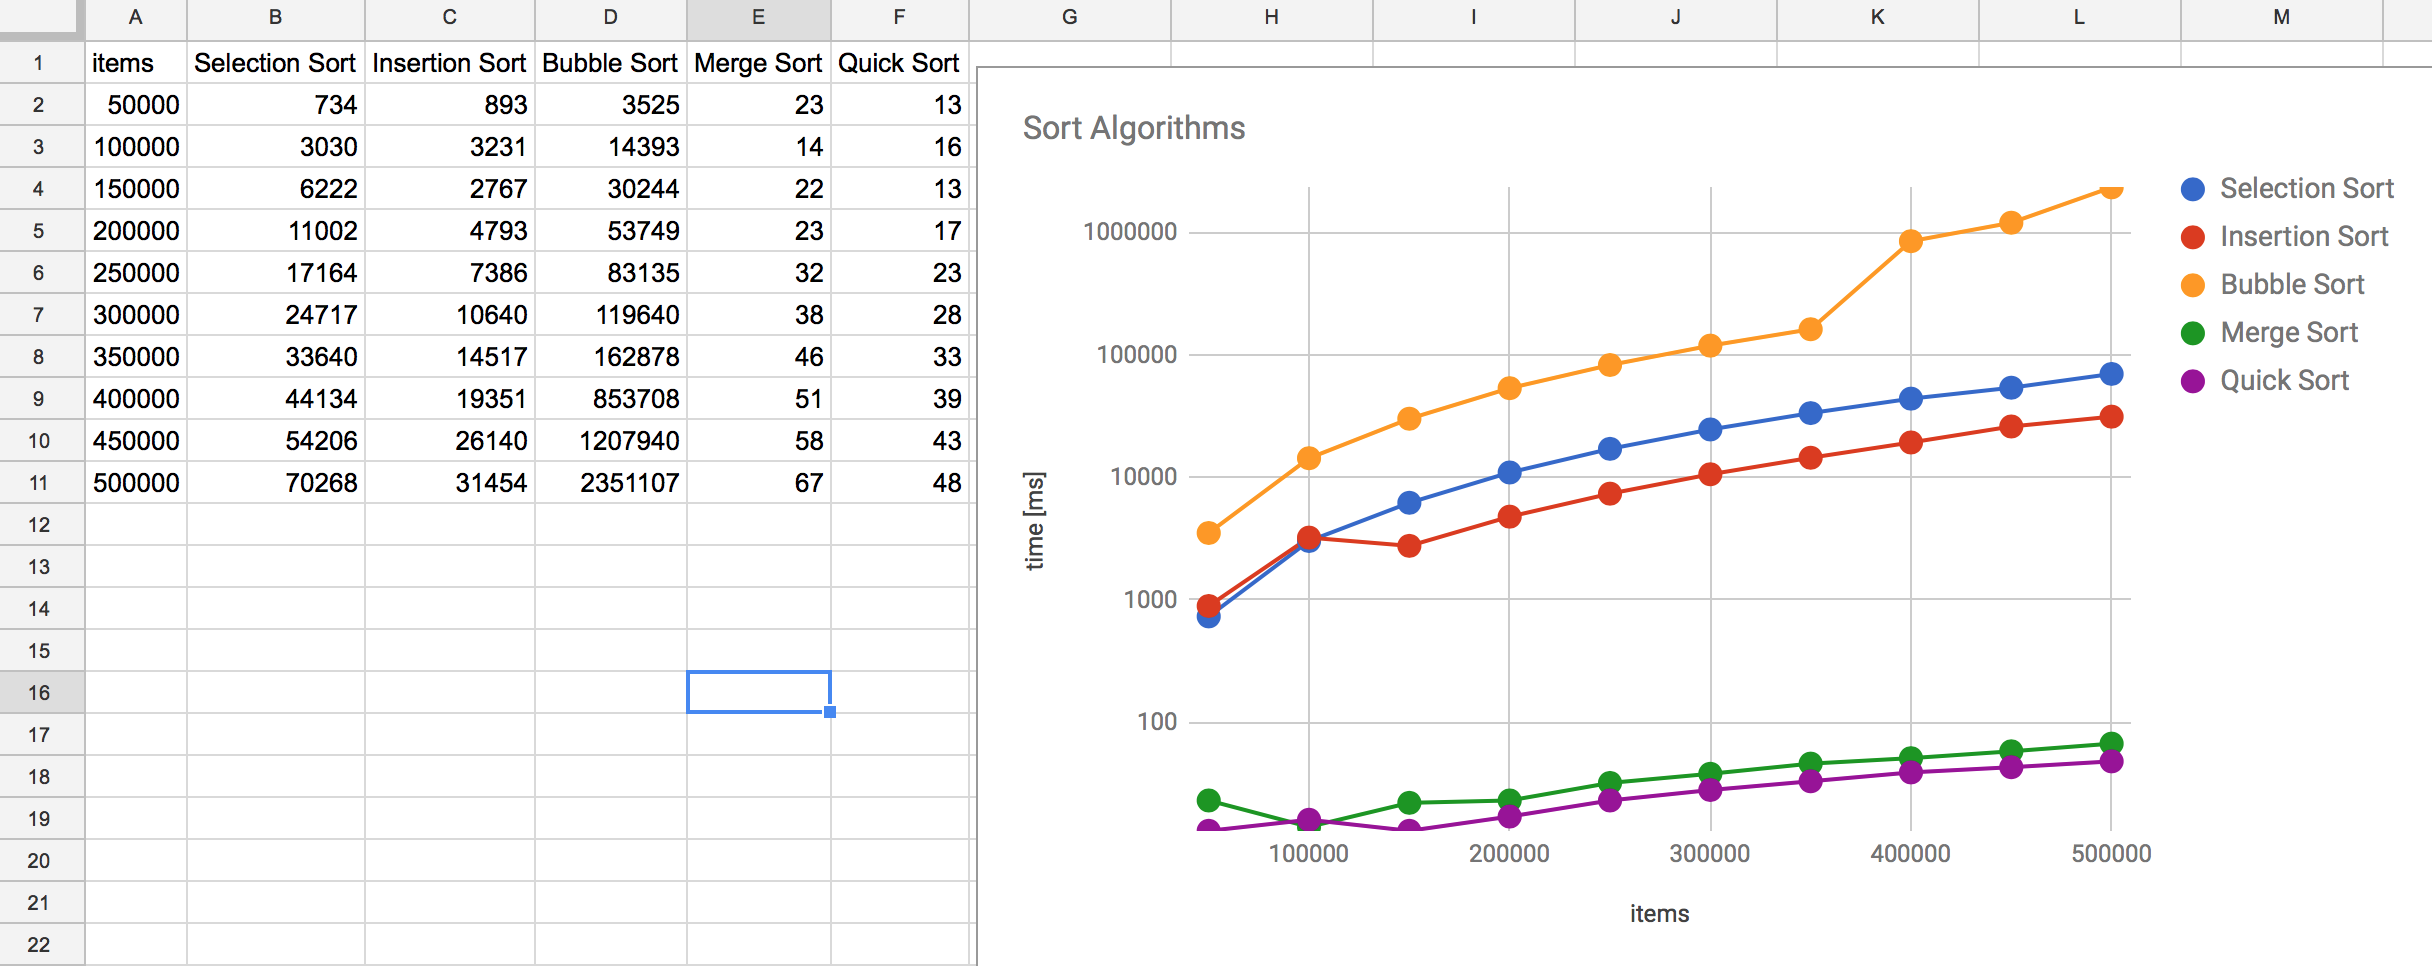 A B C D E F G H I J K L M
1 items Selection Sort Insertion Sort Bubble Sort Merge Sort Quick Sort
2 50000 734 893 3525 23 13
3 100000 3030 3231 14393 14 16
4 150000 6222 2767 30244 22 13
5 200000 11002 4793 53749 23 17
6 250000 17164 7386 83135 32 23
7 300000 24717 10640 119640 38 28
8 350000 33640 14517 162878 46 33
9 400000 44134 19351 853708 51 39
10 450000 54206 26140 1207940 58 43
11 500000 70268 31454 2351107 67 48
12
13
14
15
16
17
18
19
20
21
22
Sort Algorithms
1000000
100000
10000
1000
100
time [ms]
100000 200000 300000 400000 500000
items
Selection Sort
Insertion Sort
Bubble Sort
Merge Sort
Quick Sort